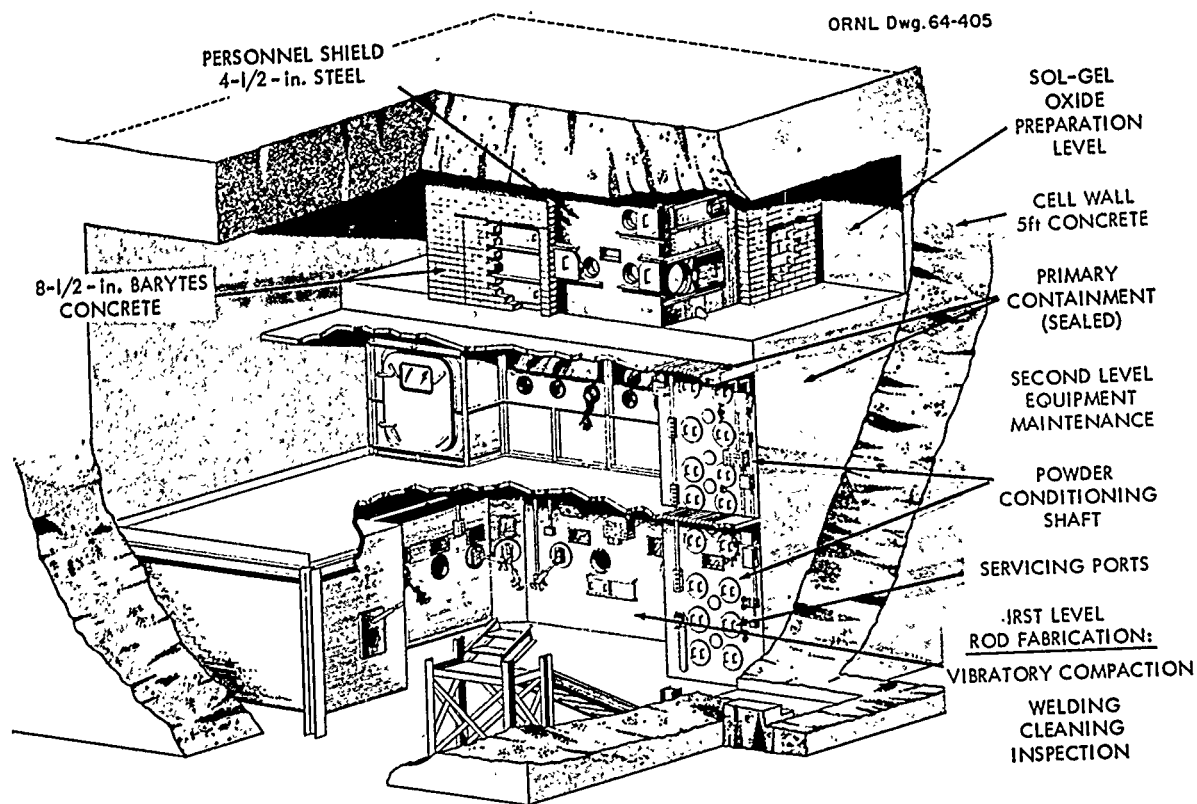 ORNL Dwg. 64-405
PERSONNEL SHIELD
4-1/2-in. STEEL
8-1/2-in. BARYTES
CONCRETE
SOL-GEL
OXIDE
PREPARATION
LEVEL
CELL WALL
5ft CONCRETE
PRIMARY
CONTAINMENT
(SEALED)
SECOND LEVEL
EQUIPMENT
MAINTENANCE
POWDER
CONDITIONING
SHAFT
SERVICING PORTS
IRST LEVEL
ROD FABRICATION:
VIBRATORY COMPACTION
WELDING
CLEANING
INSPECTION